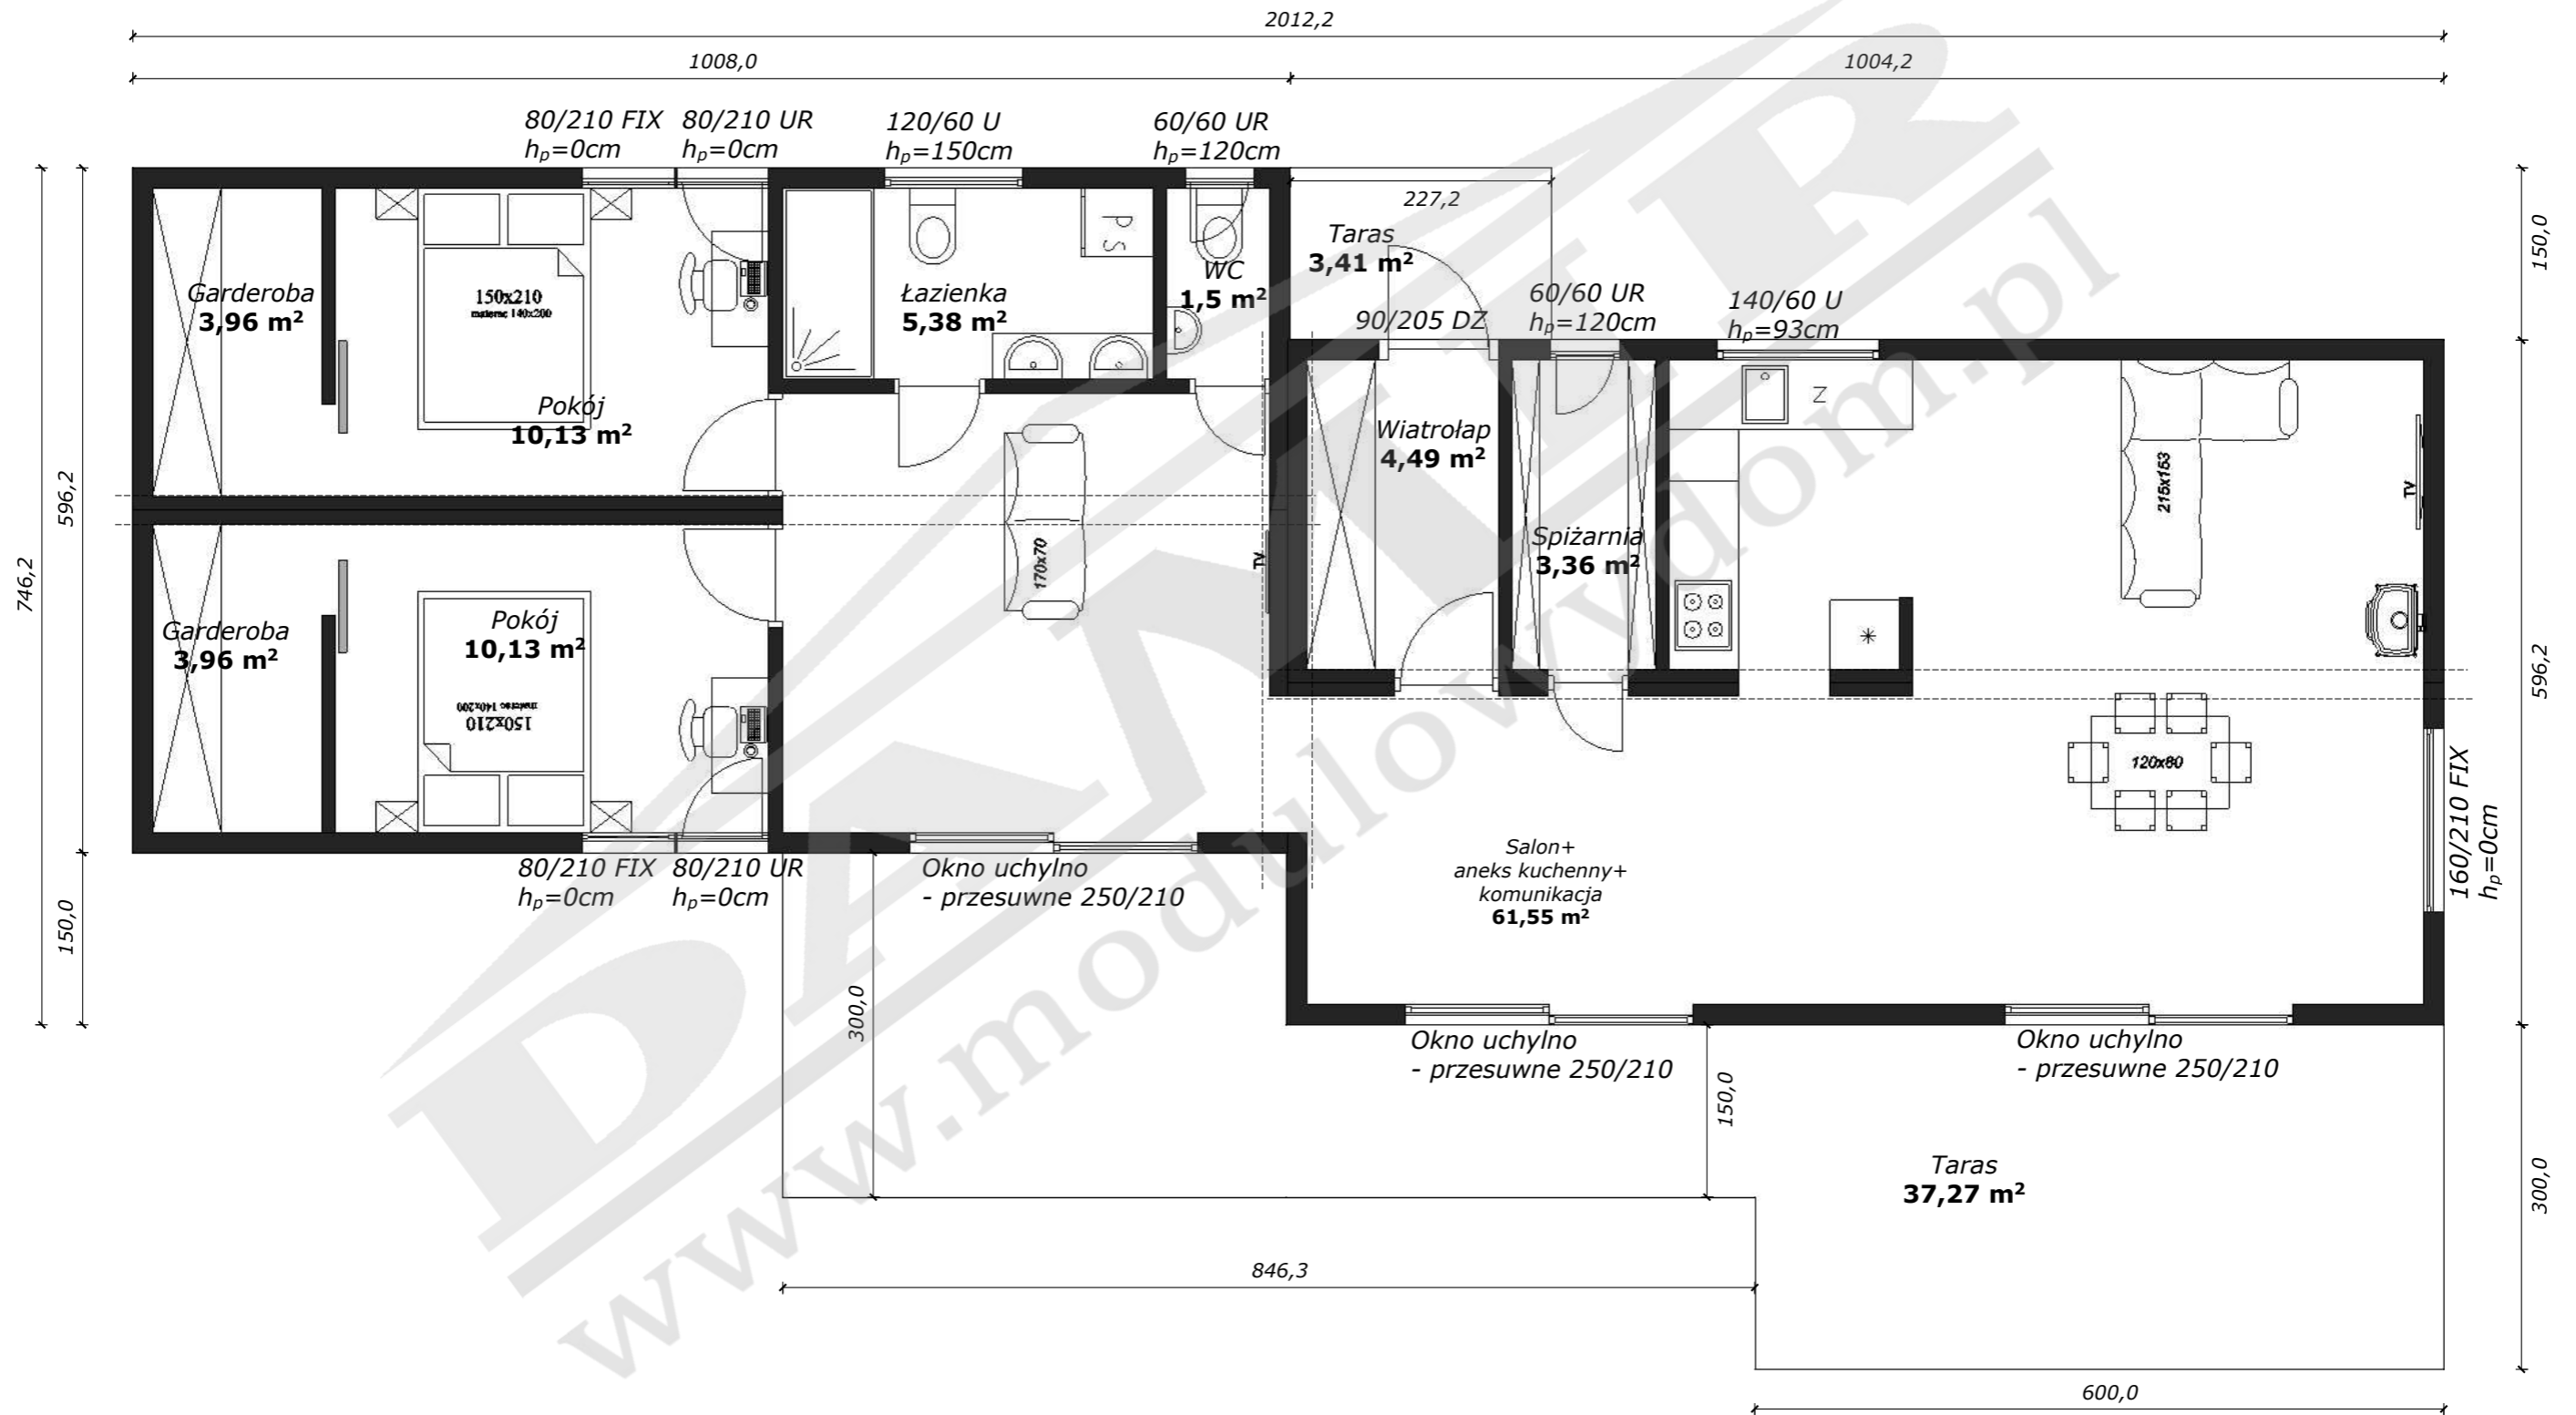 2012,2
1008,0
1004,2
80/210 FIX
hp=0cm
80/210 UR
hp=0cm
120/60 U
hp=150cm
60/60 UR
hp=120cm
227,2
150,0
Taras
3,41 m²
WC
1,5 m²
Garderoba
3,96 m²
150x210
materac 140x200
PS
Łazienka
5,38 m²
90/205 DZ
60/60 UR
hp=120cm
140/60 U
hp=93cm
Z
Pokój
10,13 m²
Wiatrołap
4,49 m²
215x153
TV
596,2
746,2
170x70
TV
Spiżarnia
3,36 m²
Garderoba
3,96 m²
Pokój
10,13 m²
materac 140x200
150x210
596,2
120x80
160/210 FIX
hp=0cm
80/210 FIX
hp=0cm
80/210 UR
hp=0cm
Okno uchylno
- przesuwne 250/210
Salon+
aneks kuchenny+
komunikacja
61,55 m²
150,0
300,0
Okno uchylno
- przesuwne 250/210
150,0
Okno uchylno
- przesuwne 250/210
Taras
37,27 m²
300,0
846,3
600,0
DAMIR
www.modulowydom.pl